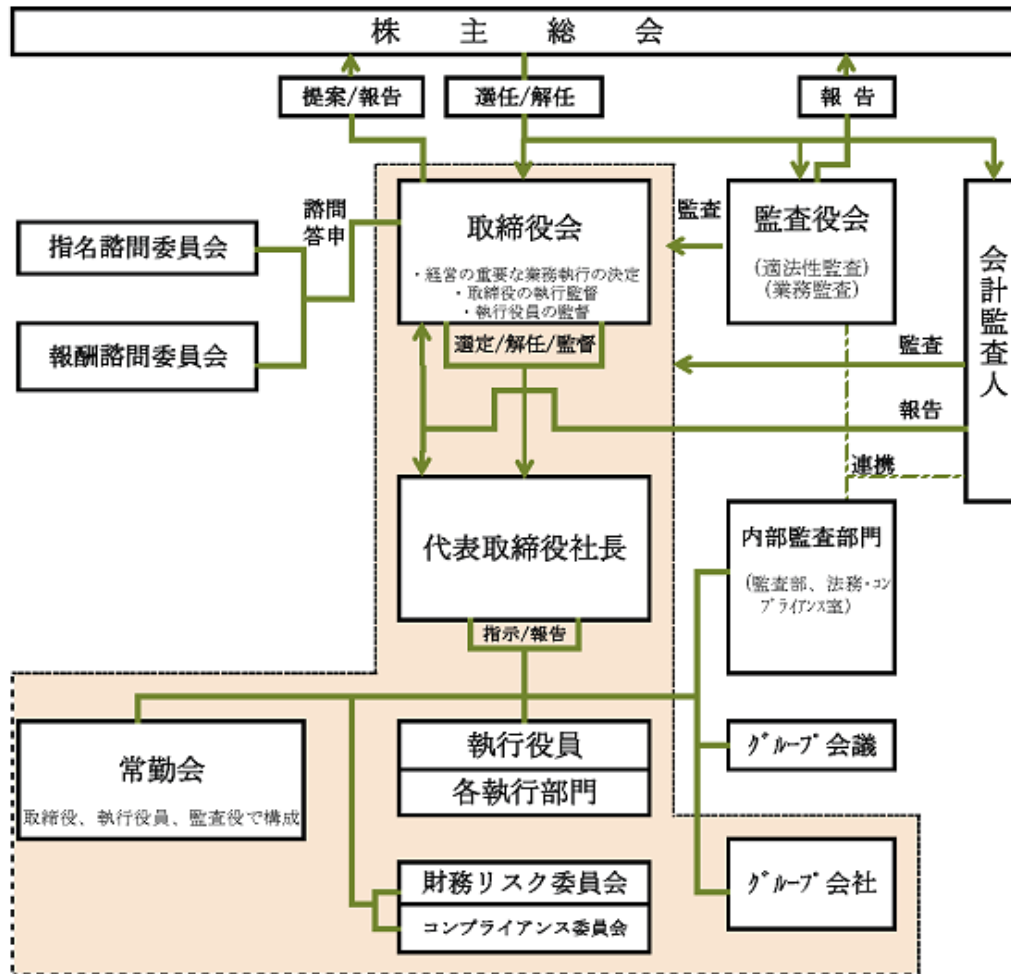 株主総会
提案/報告
選任/解任
報告
諮問
答申
指名諮問委員会
報酬諮問委員会
取締役会
・経営の重要な業務執行の決定
・取締役の執行監督
・執行役員の監督
選定/解任/監督
監査
監査役会
(適法性監査)
(業務監査)
会計監査人
監査
報告
連携
代表取締役社長
指示/報告
内部監査部門
(監査部、法務・コン
プライアンス室)
常勤会
取締役、執行役員、監査役で構成
執行役員
各執行部門
グループ会議
財務リスク委員会
コンプライアンス委員会
グループ会社